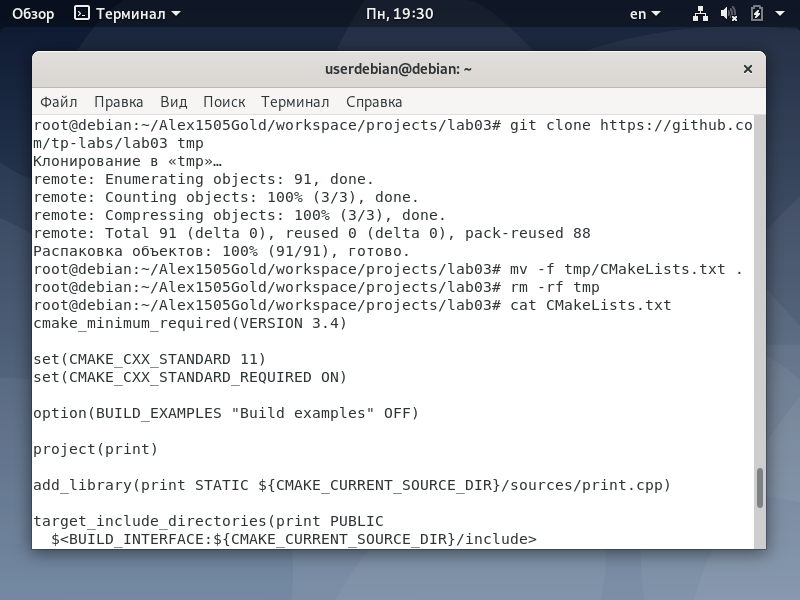 Обзор Терминал Пн, 19:30 en
userdebian@debian: ~
Файл Правка Вид Поиск Терминал Справка
root@debian:~/Alex1505Gold/workspace/projects/lab03# git clone https://github.co
m/tp-labs/lab03 tmp
Клонирование в «tmp»…
remote: Enumerating objects: 91, done.
remote: Counting objects: 100% (3/3), done.
remote: Compressing objects: 100% (3/3), done.
remote: Total 91 (delta 0), reused 0 (delta 0), pack-reused 88
Распаковка объектов: 100% (91/91), готово.
root@debian:~/Alex1505Gold/workspace/projects/lab03# mv -f tmp/CMakeLists.txt .
root@debian:~/Alex1505Gold/workspace/projects/lab03# rm -rf tmp
root@debian:~/Alex1505Gold/workspace/projects/lab03# cat CMakeLists.txt
cmake_minimum_required(VERSION 3.4)
set(CMAKE_CXX_STANDARD 11)
set(CMAKE_CXX_STANDARD_REQUIRED ON)
option(BUILD_EXAMPLES "Build examples" OFF)
project(print)
add_library(print STATIC ${CMAKE_CURRENT_SOURCE_DIR}/sources/print.cpp)
target_include_directories(print PUBLIC
  $<BUILD_INTERFACE:${CMAKE_CURRENT_SOURCE_DIR}/include>